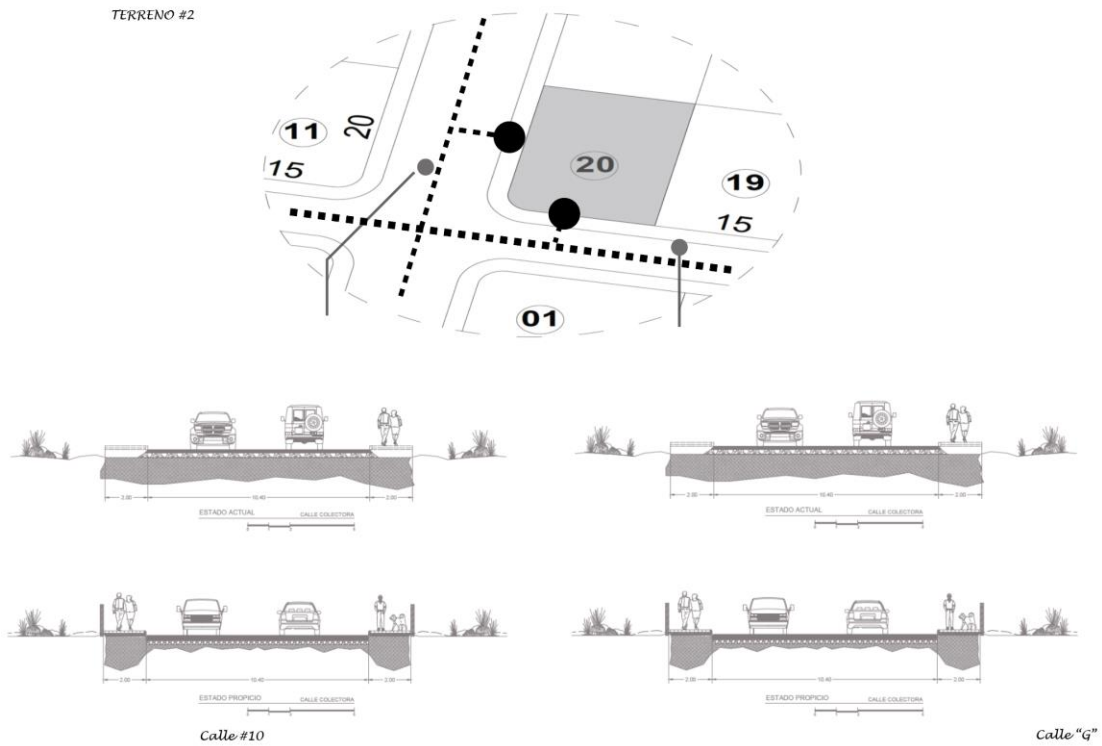 TERRENO #2
11
20
15
20
19
15
01
2.00 10.40 2.00
ESTADO ACTUAL CALLE COLECTORA
2.00 10.40 2.00
ESTADO ACTUAL CALLE COLECTORA
2.00 10.40 2.00
ESTADO PROPICIO CALLE COLECTORA
Calle #10
2.00 10.40 2.00
ESTADO PROPICIO CALLE COLECTORA
Calle "G"